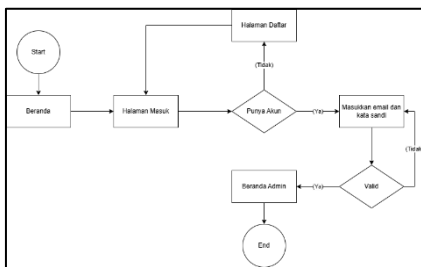 Halaman Daftar
Start
(Tidak)
Beranda
Halaman Masuk
Punya Akun
(Ya)
Masukkan email dan
kata sandi
(Tidak)
Beranda Admin
(Ya)
Valid
End